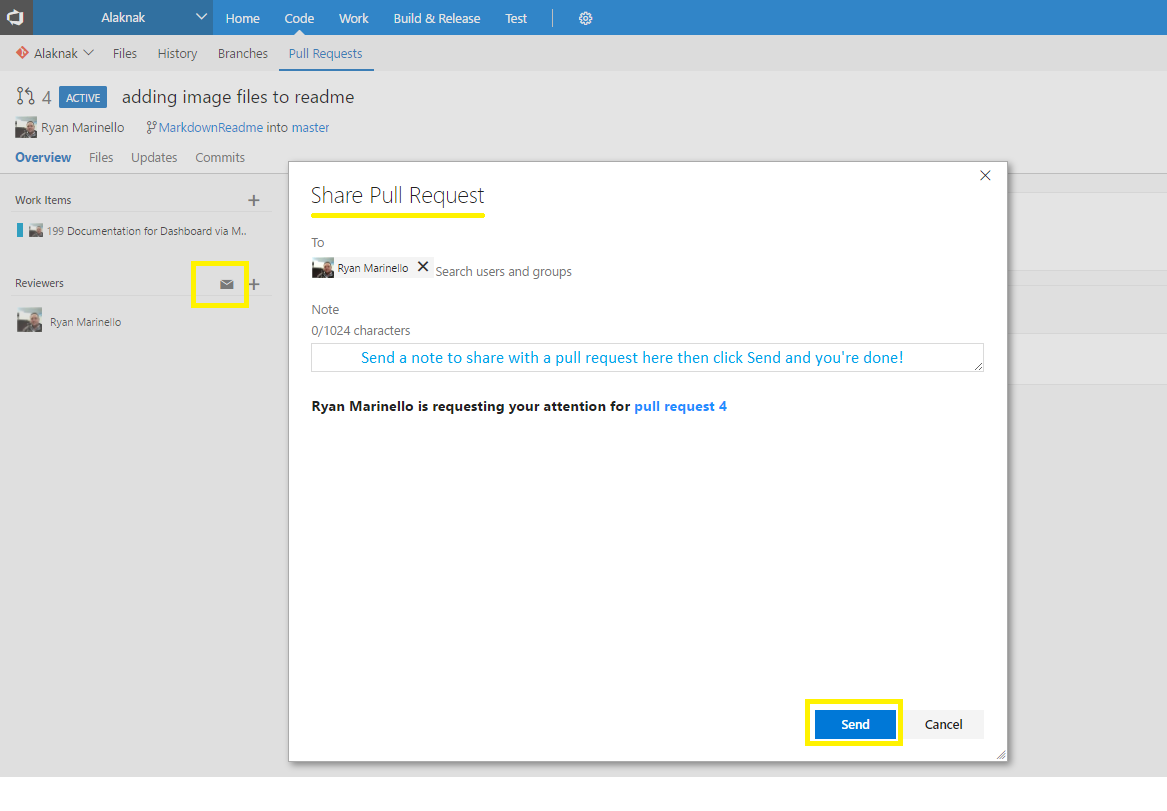 Alaknak Home Code Work Build & Release Test
Alaknak Files History Branches Pull Requests
4 ACTIVE adding image files to readme
Ryan Marinello MarkdownReadme into master
Overview Files Updates Commits
Work Items
199 Documentation for Dashboard via M..
Reviewers
Ryan Marinello
Share Pull Request
To
Ryan Marinello Search users and groups
Note
0/1024 characters
Send a note to share with a pull request here then click Send and you're done!
Ryan Marinello is requesting your attention for pull request 4
Send Cancel